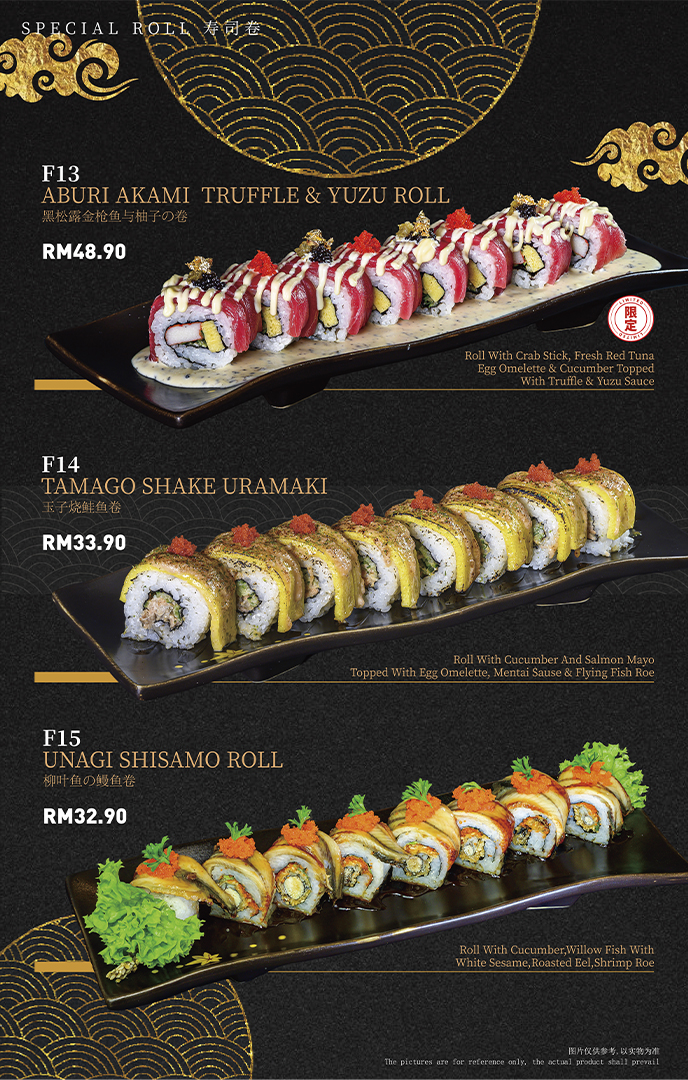 SPECIAL ROLL 寿司卷
F13
ABURI AKAMI TRUFFLE & YUZU ROLL
黑松露金枪鱼与柚子の卷
RM48.90
LIMITED
限定
LIMITED
Roll With Crab Stick, Fresh Red Tuna
Egg Omelette & Cucumber Topped
With Truffle & Yuzu Sauce
F14
TAMAGO SHAKE URAMAKI
玉子烧鲑鱼卷
RM33.90
Roll With Cucumber And Salmon Mayo
Topped With Egg Omelette, Mentai Sause & Flying Fish Roe
F15
UNAGI SHISAMO ROLL
柳叶鱼の鳗鱼卷
RM32.90
Roll With Cucumber,Willow Fish With
White Sesame,Roasted Eel,Shrimp Roe
图片仅供参考,以实物为准
The pictures are for reference only, the actual product shall prevail